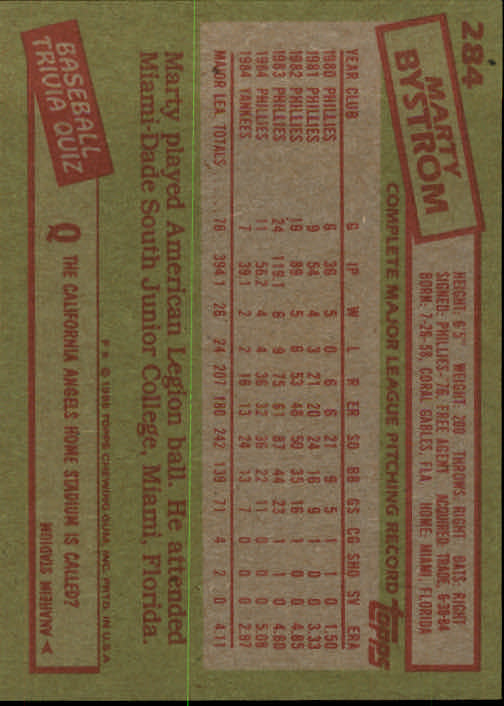 284
MARTY
BYSTROM
HEIGHT: 6'5" WEIGHT: 200 THROWS: RIGHT BATS: RIGHT
SIGNED: PHILLIES-'76, FREE AGENT ACQUIRED: TRADE, 6-30-84
BORN: 7-26-58, CORAL GABLES, FLA. HOME: MIAMI, FLORIDA
COMPLETE MAJOR LEAGUE PITCHING RECORD
topps
YEAR CLUB G IP W L R ER SO BB GS CG SHO SV ERA
1980 PHILLIES 6 36 5 0 6 6 21 9 5 1 1 0 1.50
1981 PHILLIES 9 54 4 3 21 20 24 16 9 1 0 0 3.33
1982 PHILLIES 19 89 5 6 53 48 50 35 16 1 0 0 4.85
1983 PHILLIES 24 119.1 6 9 75 61 87 44 23 1 0 0 4.60
1984 PHILLIES 11 56.2 4 4 36 32 36 22 11 0 0 0 5.08
1984 YANKEES 7 39.1 2 2 16 13 24 13 7 0 0 0 2.97
MAJOR LEA. TOTALS 76 394.1 26 24 207 180 242 139 71 4 2 0 4.11
Marty played American Legion ball. He attended
Miami-Dade South Junior College, Miami, Florida.
© 1985 TOPPS CHEWING GUM, INC. PRTD. IN U.S.A.
BASEBALL
TRIVIA QUIZ
Q THE CALIFORNIA ANGELS HOME STADIUM IS CALLED?
A ANAHEIM STADIUM